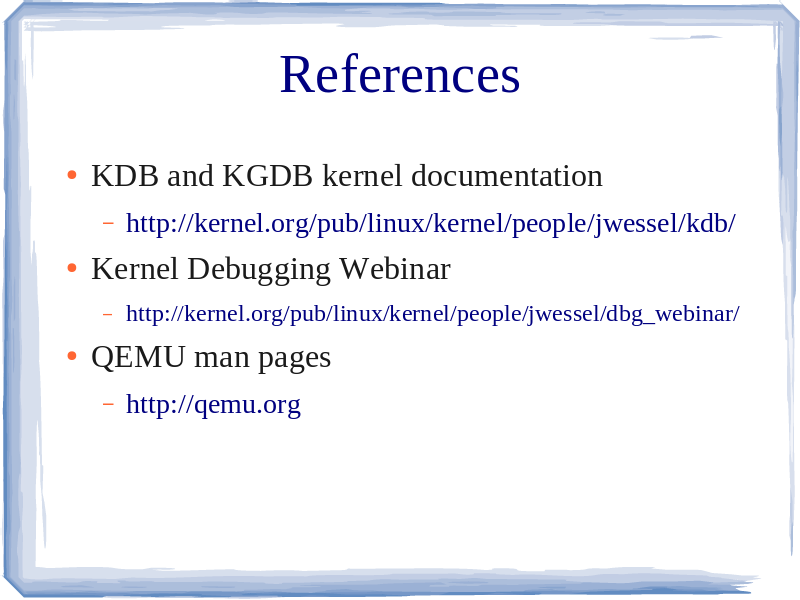 References
• KDB and KGDB kernel documentation
– http://kernel.org/pub/linux/kernel/people/jwessel/kdb/
• Kernel Debugging Webinar
– http://kernel.org/pub/linux/kernel/people/jwessel/dbg_webinar/
• QEMU man pages
– http://qemu.org